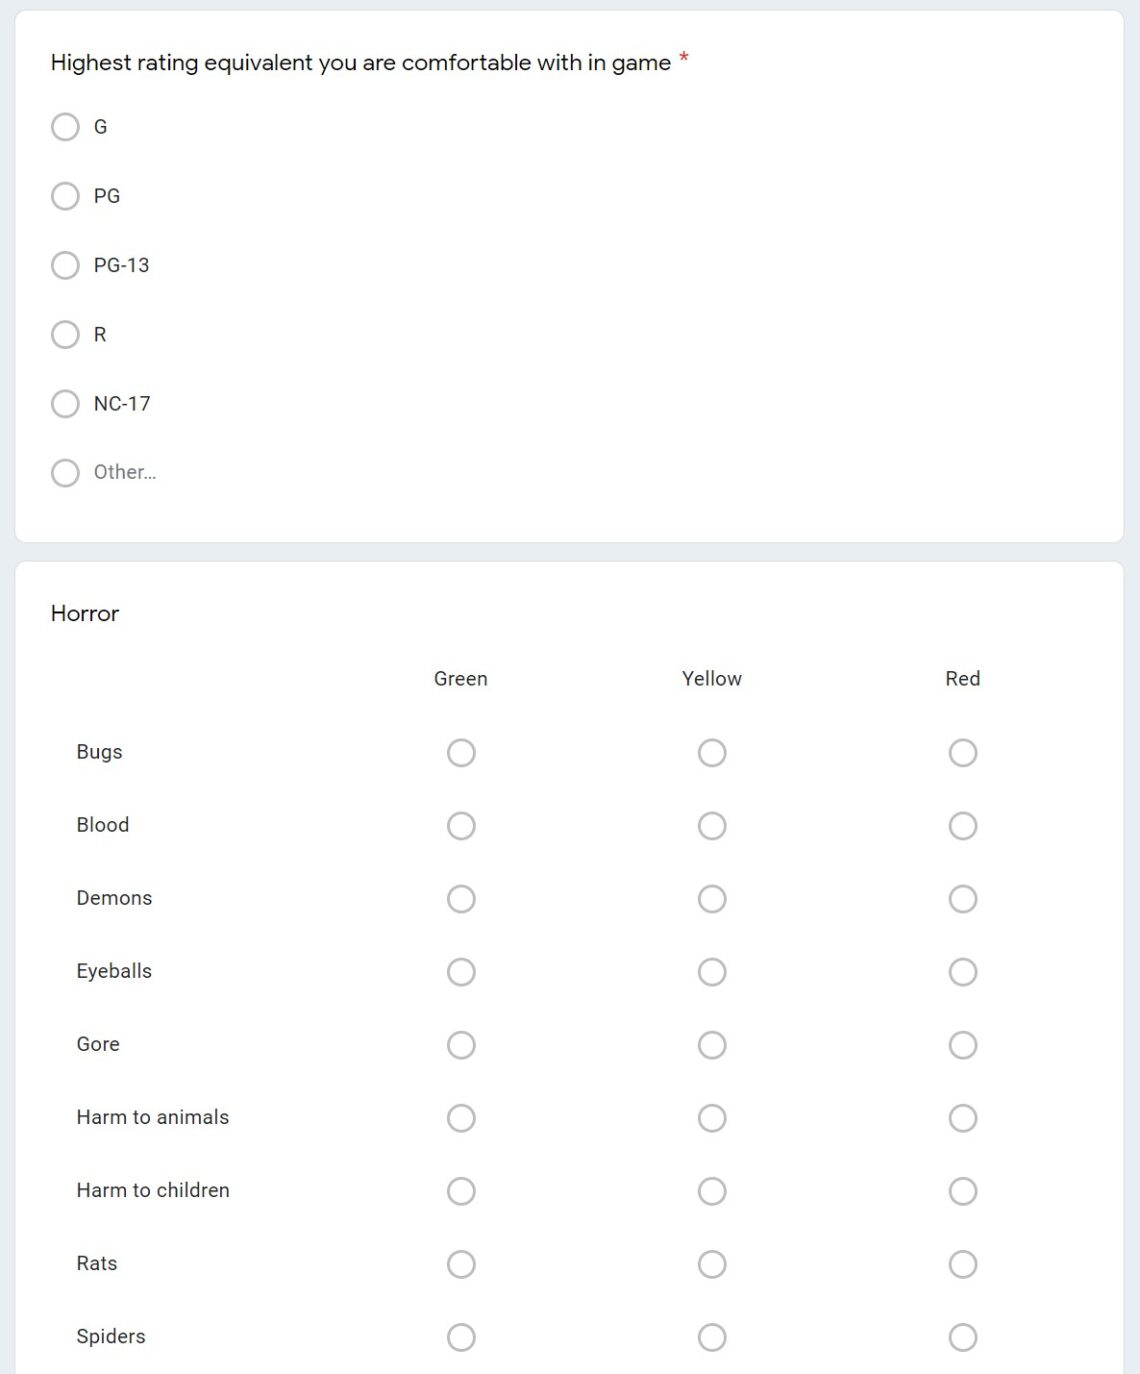 Highest rating equivalent you are comfortable with in game *
G
PG
PG-13
R
NC-17
Other...
Horror
Green Yellow Red
Bugs
Blood
Demons
Eyeballs
Gore
Harm to animals
Harm to children
Rats
Spiders